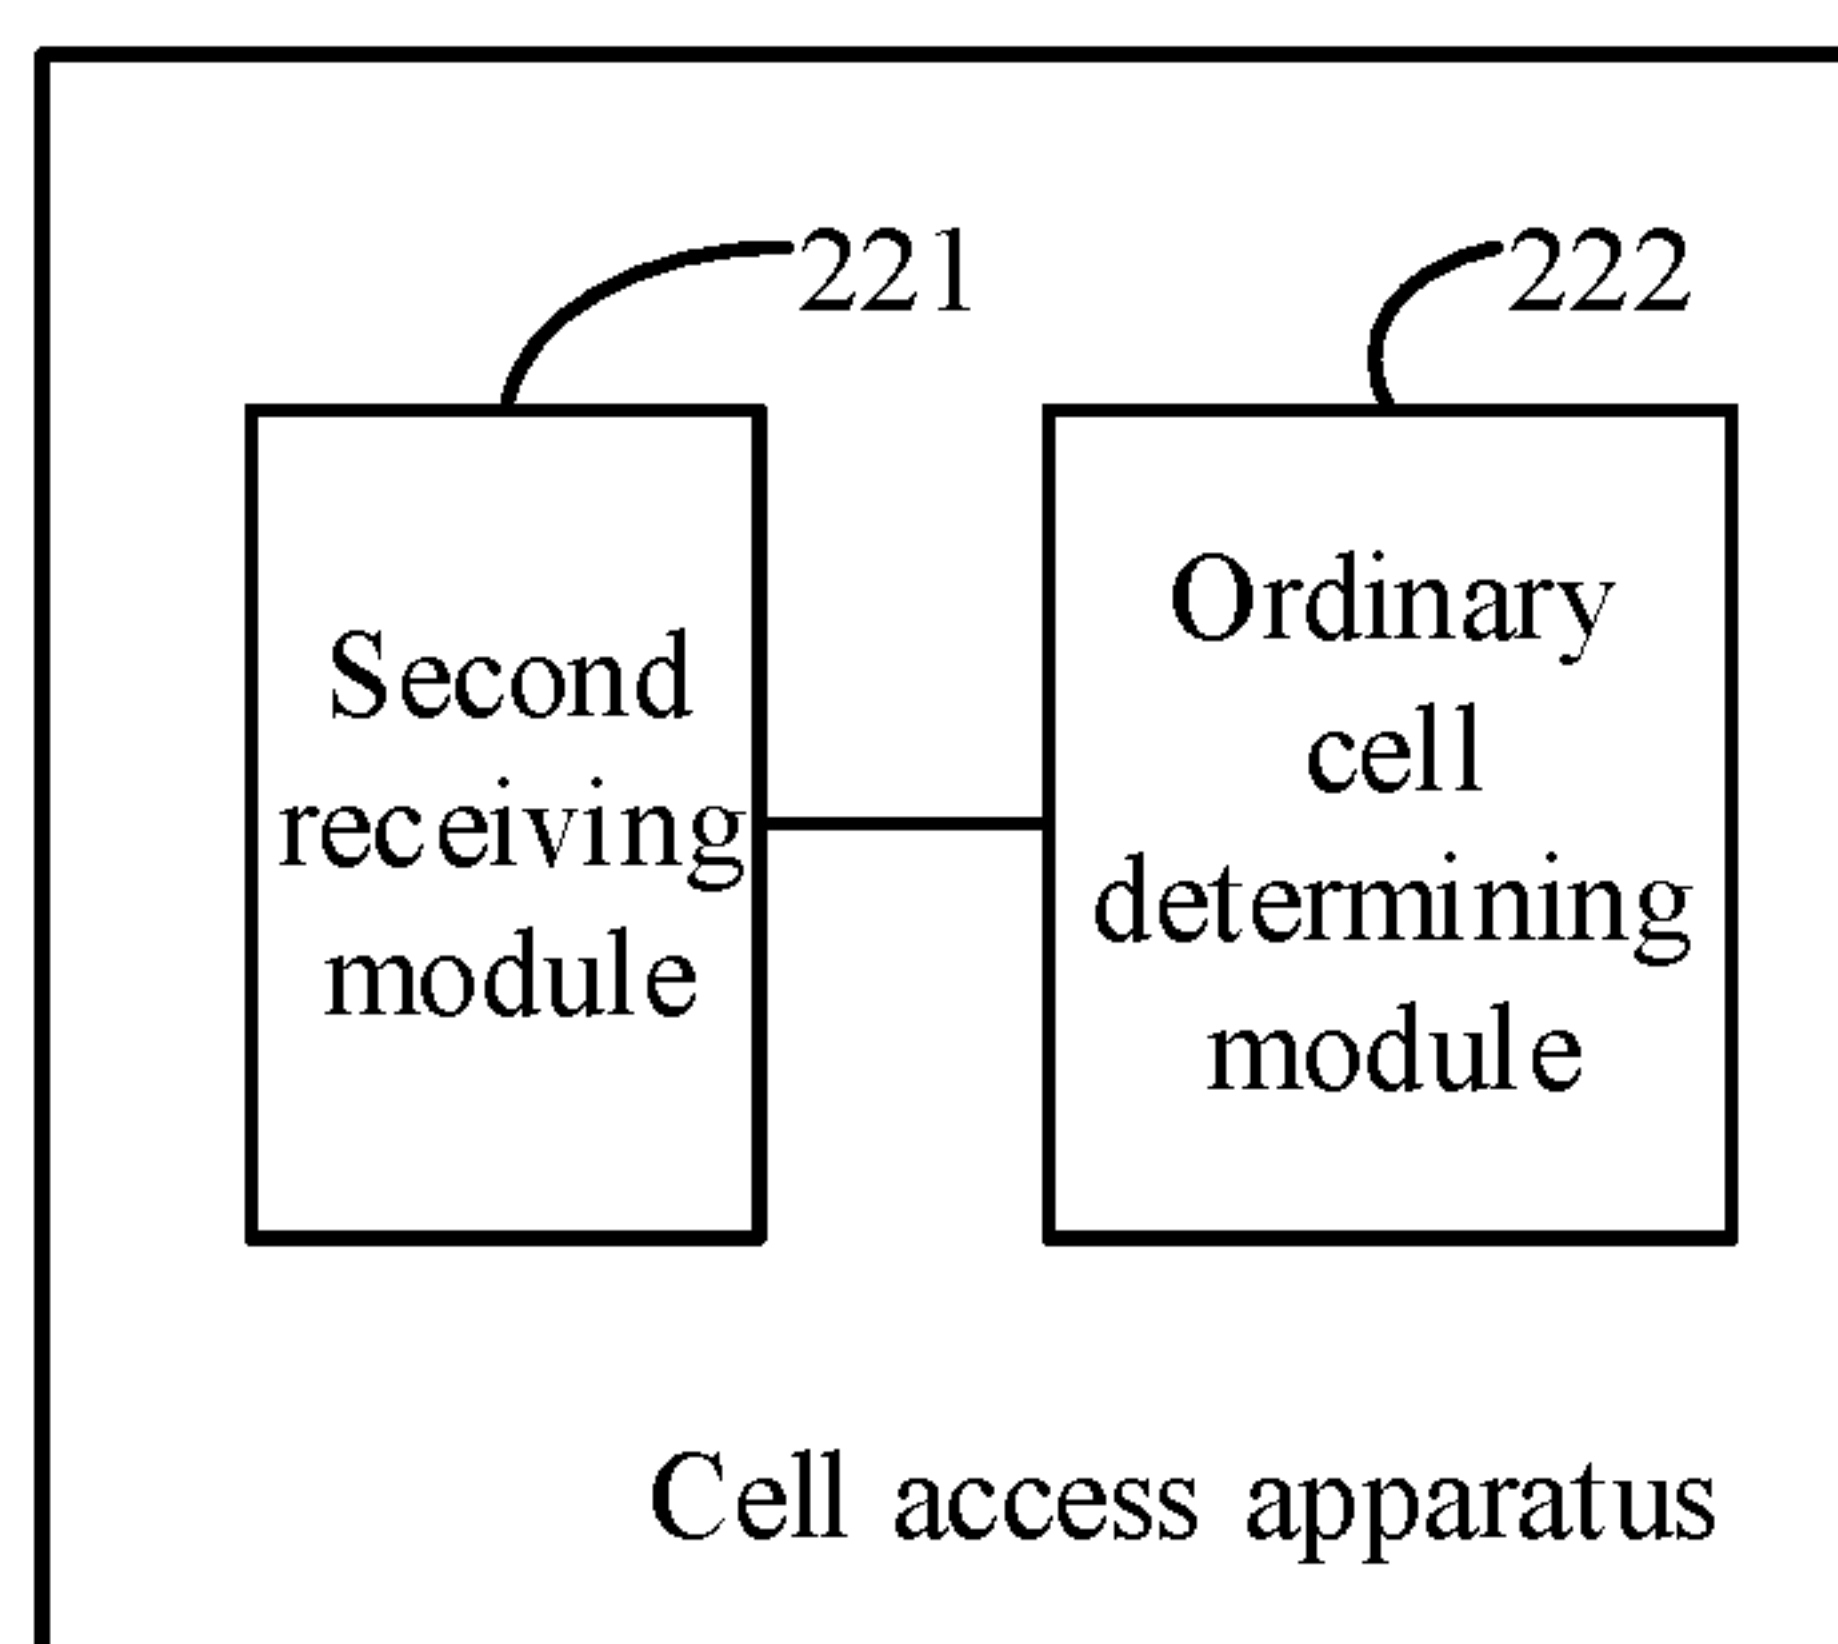 221
222
Second
receiving
module
Ordinary
cell
determining
module
Cell access apparatus